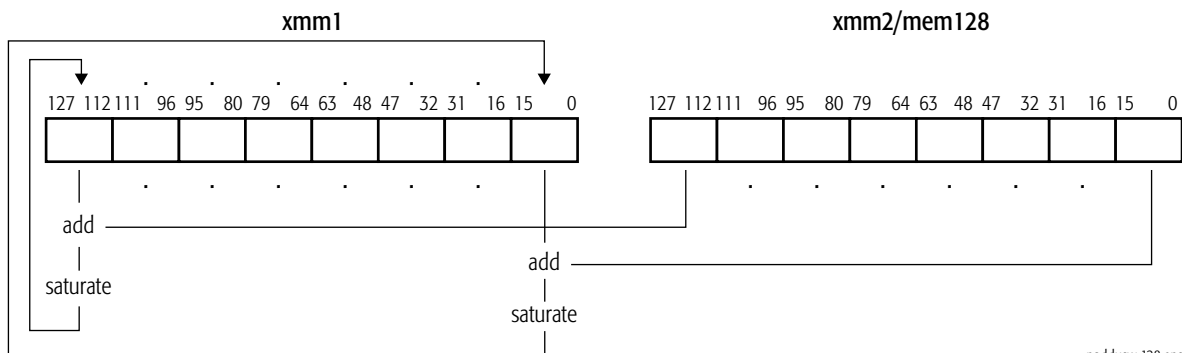 xmm1 xmm2/mem128
127 112 111 96 95 80 79 64 63 48 47 32 31 16 15 0 127 112 111 96 95 80 79 64 63 48 47 32 31 16 15 0
add
add
saturate
saturate